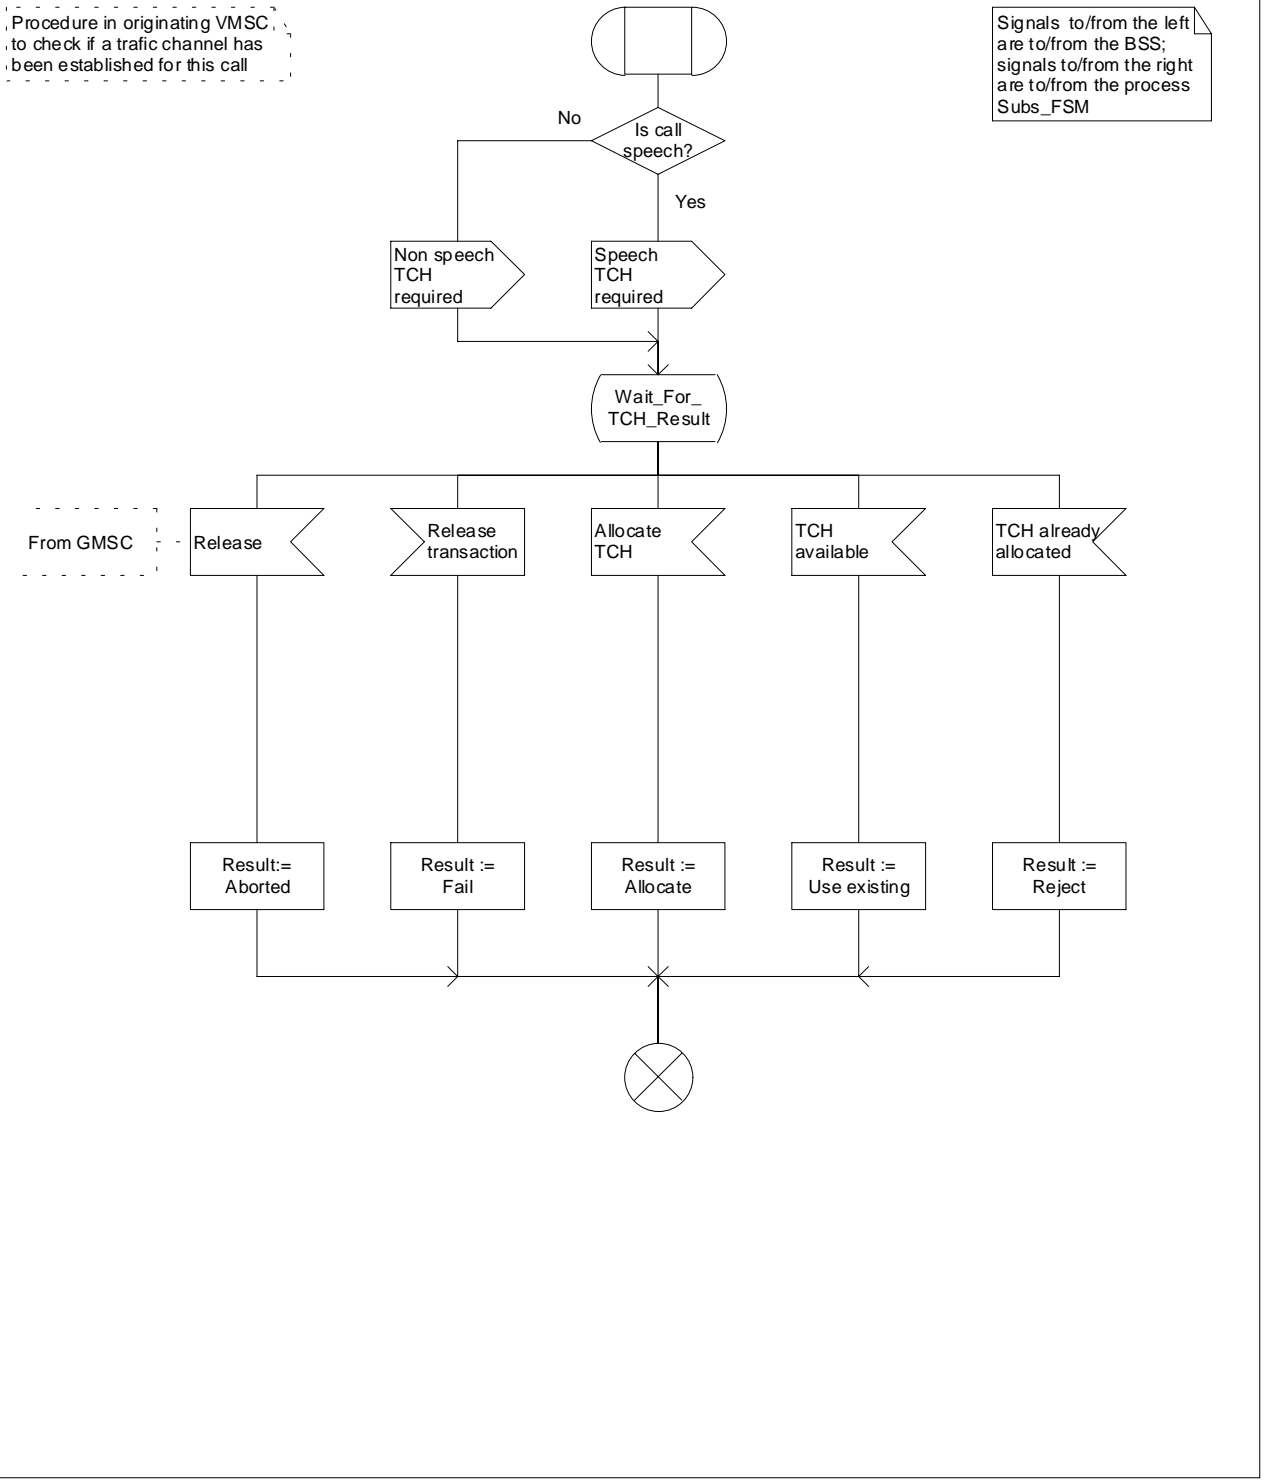 Procedure in originating VMSC
to check if a trafic channel has
been established for this call
Signals to/from the left
are to/from the BSS;
signals to/from the right
are to/from the process
Subs_FSM
No
Is call
speech?
Yes
Non speech
TCH
required
Speech
TCH
required
Wait_For_
TCH_Result
From GMSC
Release
Release
transaction
Allocate
TCH
TCH
available
TCH already
allocated
Result:=
Aborted
Result :=
Fail
Result :=
Allocate
Result :=
Use existing
Result :=
Reject